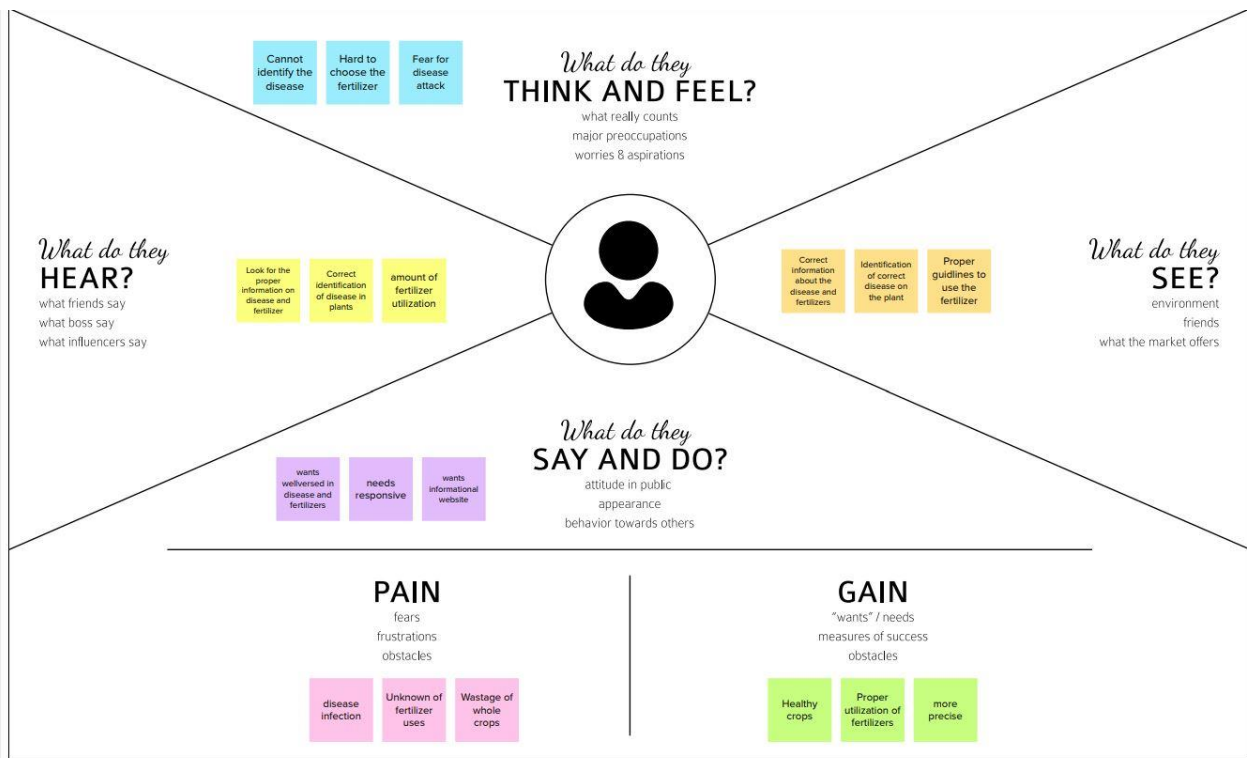 Cannot
identify the
disease
Hard to
choose the
fertilizer
Fear for
disease
attack
What do they
THINK AND FEEL?
what really counts
major preoccupations
worries & aspirations
What do they
HEAR?
what friends say
what boss say
what influencers say
Look for the
proper
information on
disease and
fertilizer
Correct
identification
of disease in
plants
amount of
fertilizer
utilization
Correct
information
about the
disease and
fertilizers
Identification
of correct
disease on
the plant
Proper
guidlines to
use the
fertilizer
What do they
SEE?
environment
friends
what the market offers
What do they
SAY AND DO?
attitude in public
appearance
behavior towards others
wants
wellversed in
disease and
fertilizers
needs
responsive
wants
informational
website
PAIN
fears
frustrations
obstacles
disease
infection
Unknown of
fertilizer
uses
Wastage of
whole
crops
GAIN
"wants" / needs
measures of success
obstacles
Healthy
crops
Proper
utilization of
fertilizers
more
precise